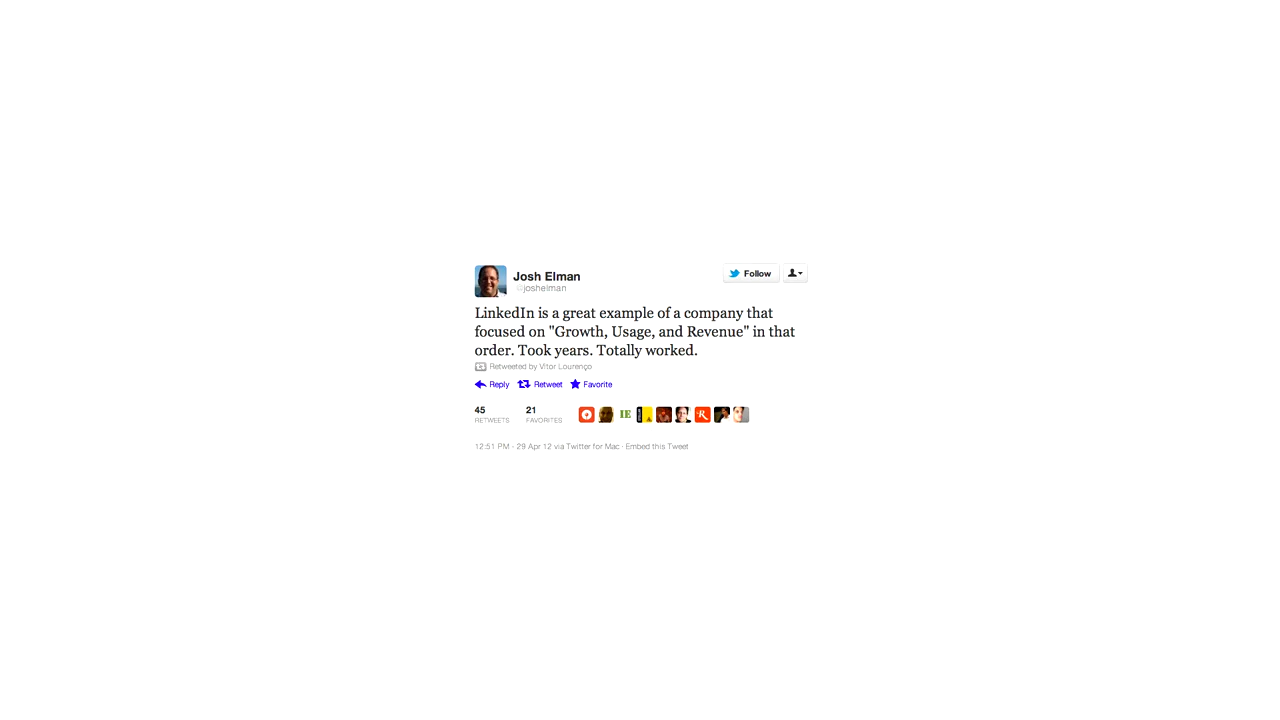 Josh Elman
@joshelman
Follow
LinkedIn is a great example of a company that
focused on "Growth, Usage, and Revenue" in that
order. Took years. Totally worked.
Retweeted by Vitor Lourenço
Reply Retweet Favorite
45 21
RETWEETS FAVORITES
IE
R
12:51 PM - 29 Apr 12 via Twitter for Mac · Embed this Tweet